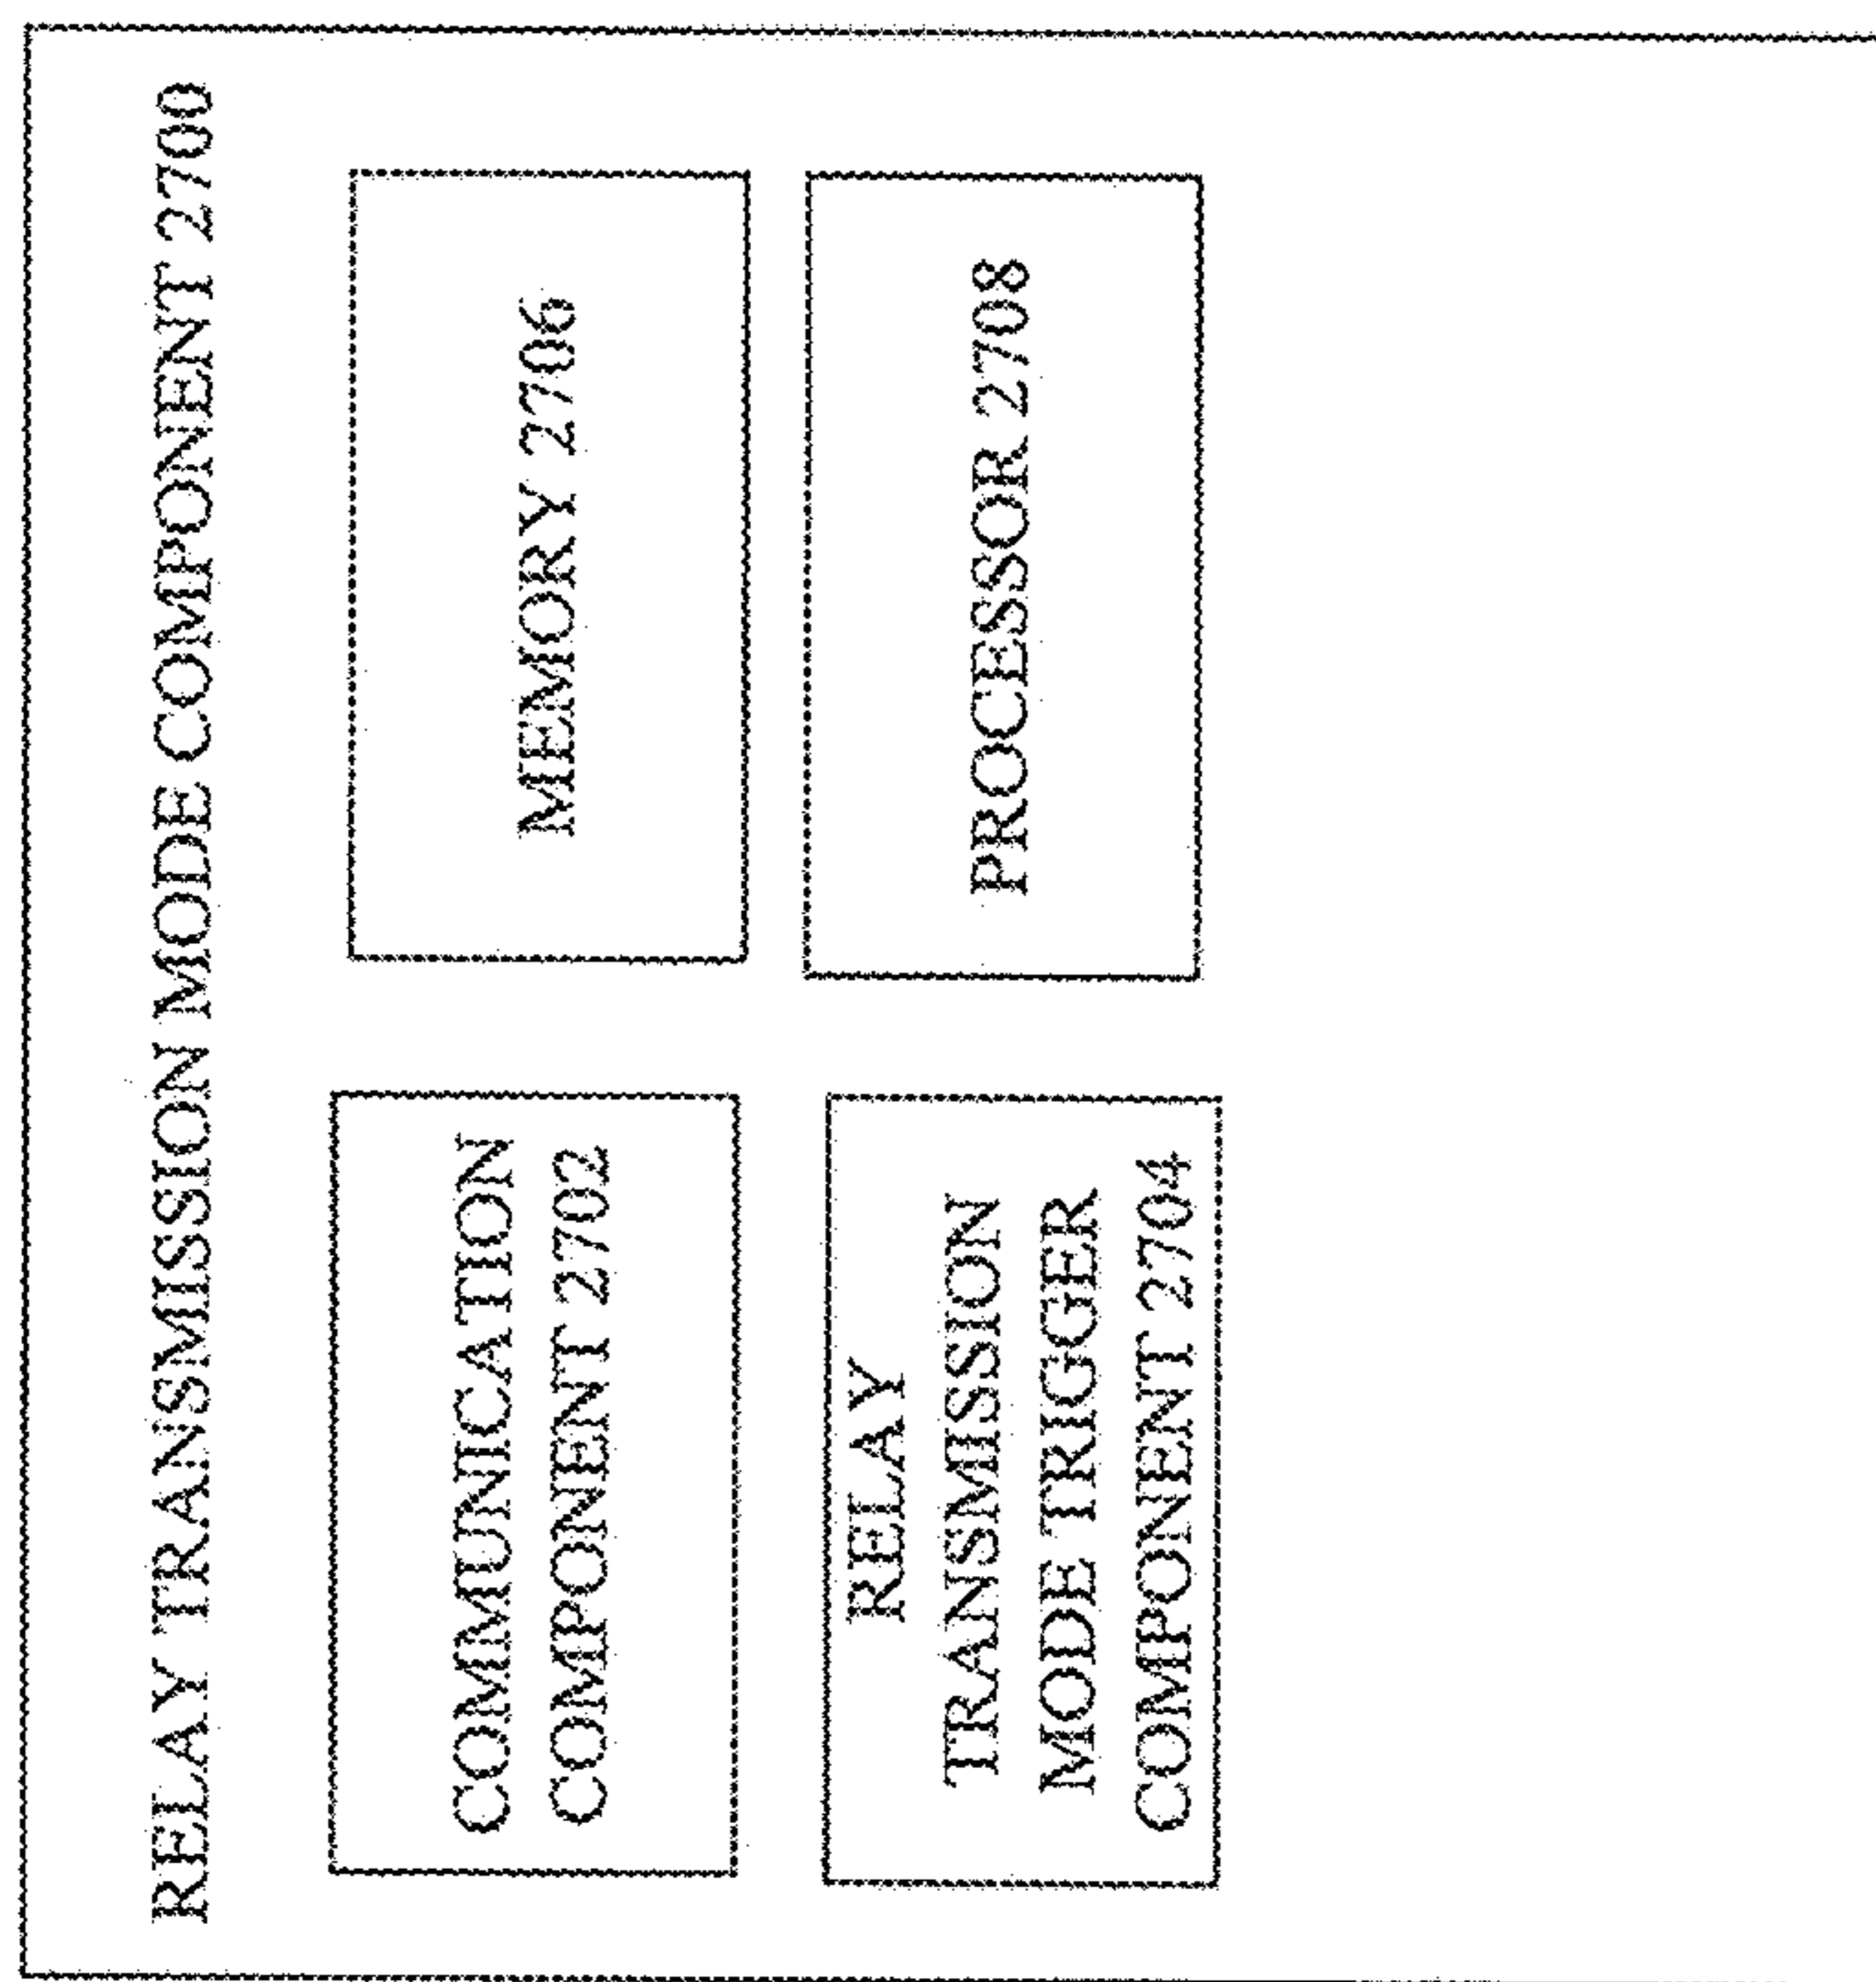 RELAY TRANSMISSION MODE COMPONENT 2700
COMMUNICATION
COMPONENT 2702
MEMORY 2706
RELAY
TRANSMISSION
MODE TRIGGER
COMPONENT 2704
PROCESSOR 2708